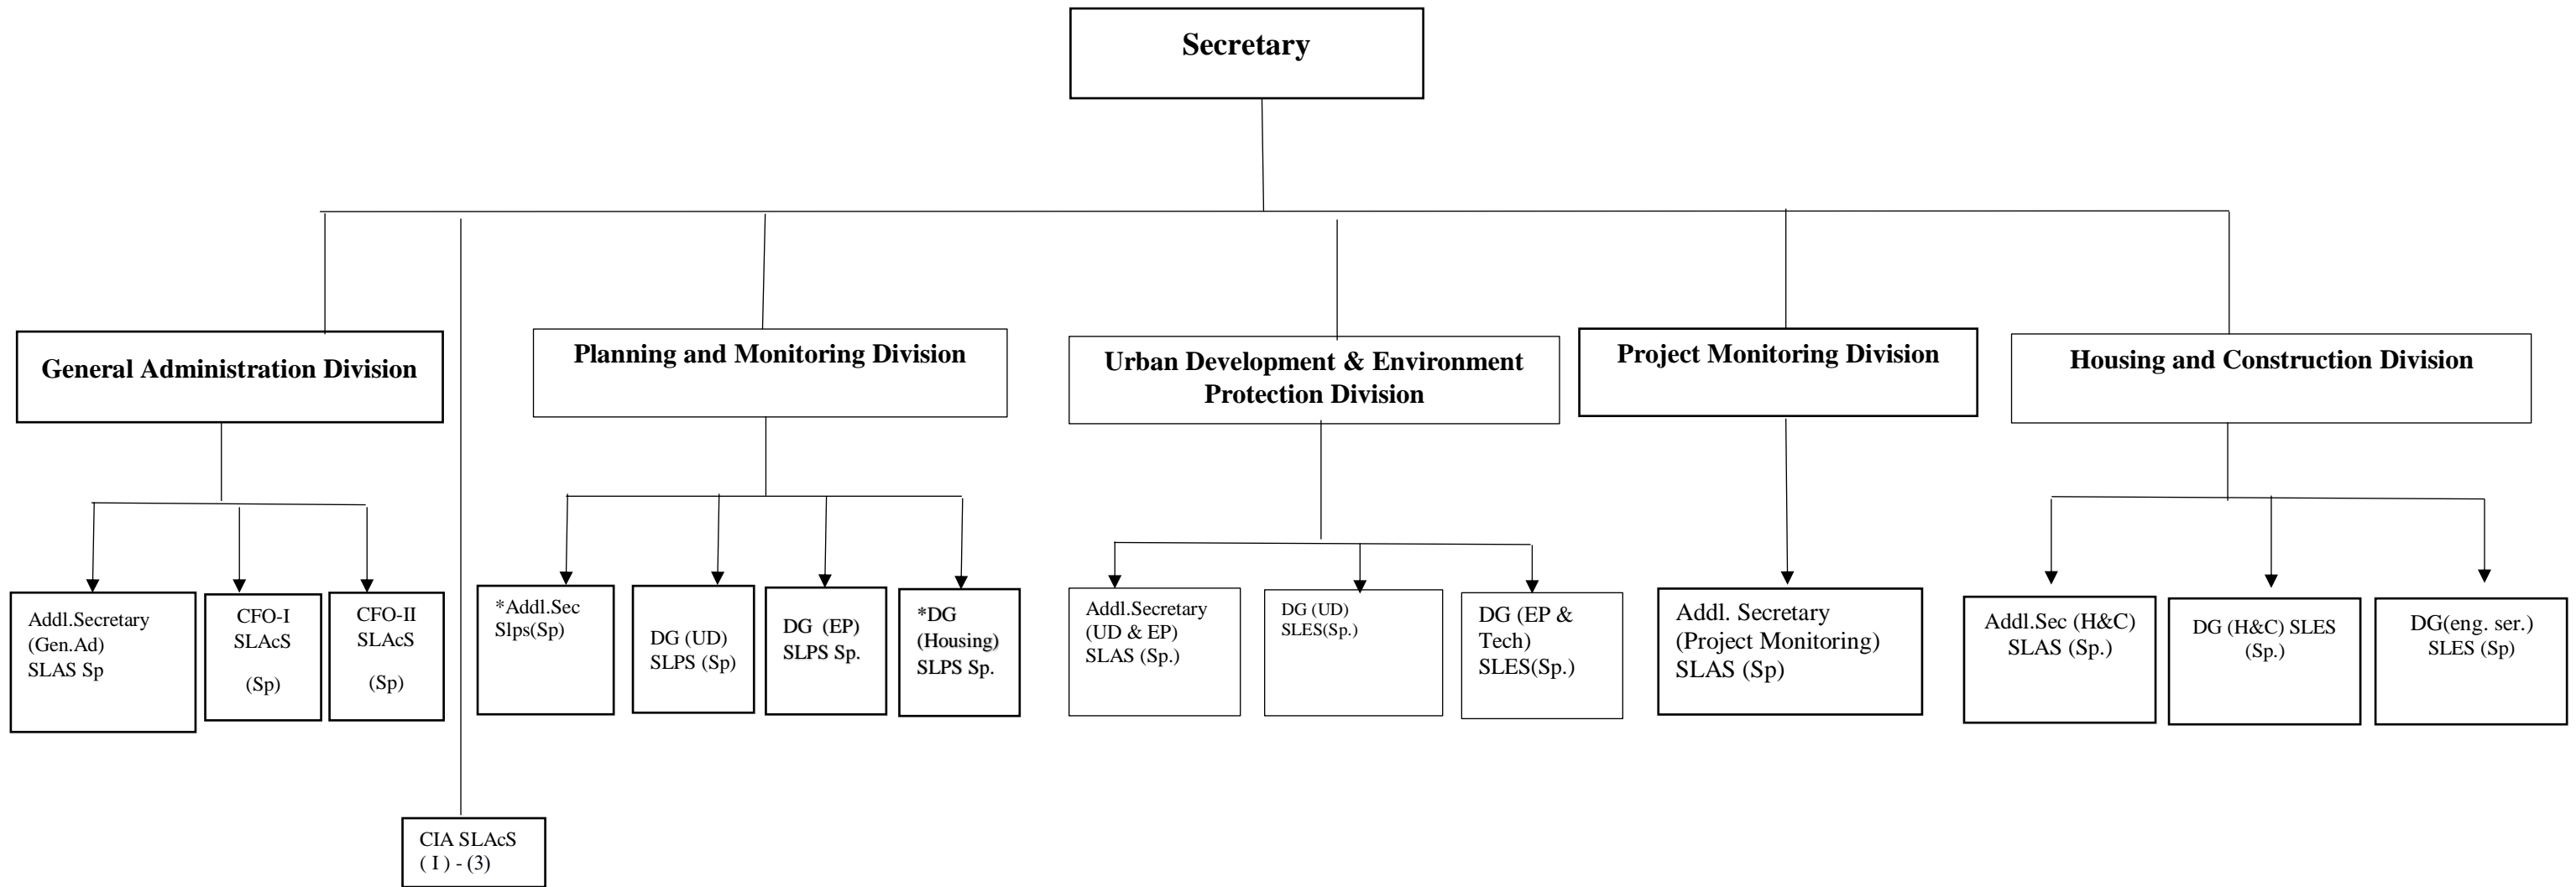 Secretary
General Administration Division
Planning and Monitoring Division
Urban Development & Environment
Protection Division
Project Monitoring Division
Housing and Construction Division
Addl.Secretary
(Gen.Ad)
SLAS Sp
CFO-I
SLAcS
(Sp)
CFO-II
SLAcS
(Sp)
*Addl.Sec
Slps(Sp)
DG (UD)
SLPS (Sp)
DG (EP)
SLPS Sp.
*DG
(Housing)
SLPS Sp.
Addl.Secretary
(UD & EP)
SLAS (Sp.)
DG (UD)
SLES(Sp.)
DG (EP &
Tech)
SLES(Sp.)
Addl. Secretary
(Project Monitoring)
SLAS (Sp)
Addl.Sec (H&C)
SLAS (Sp.)
DG (H&C) SLES
(Sp.)
DG(eng. ser.)
SLES (Sp)
CIA SLAcS
( I ) - (3)